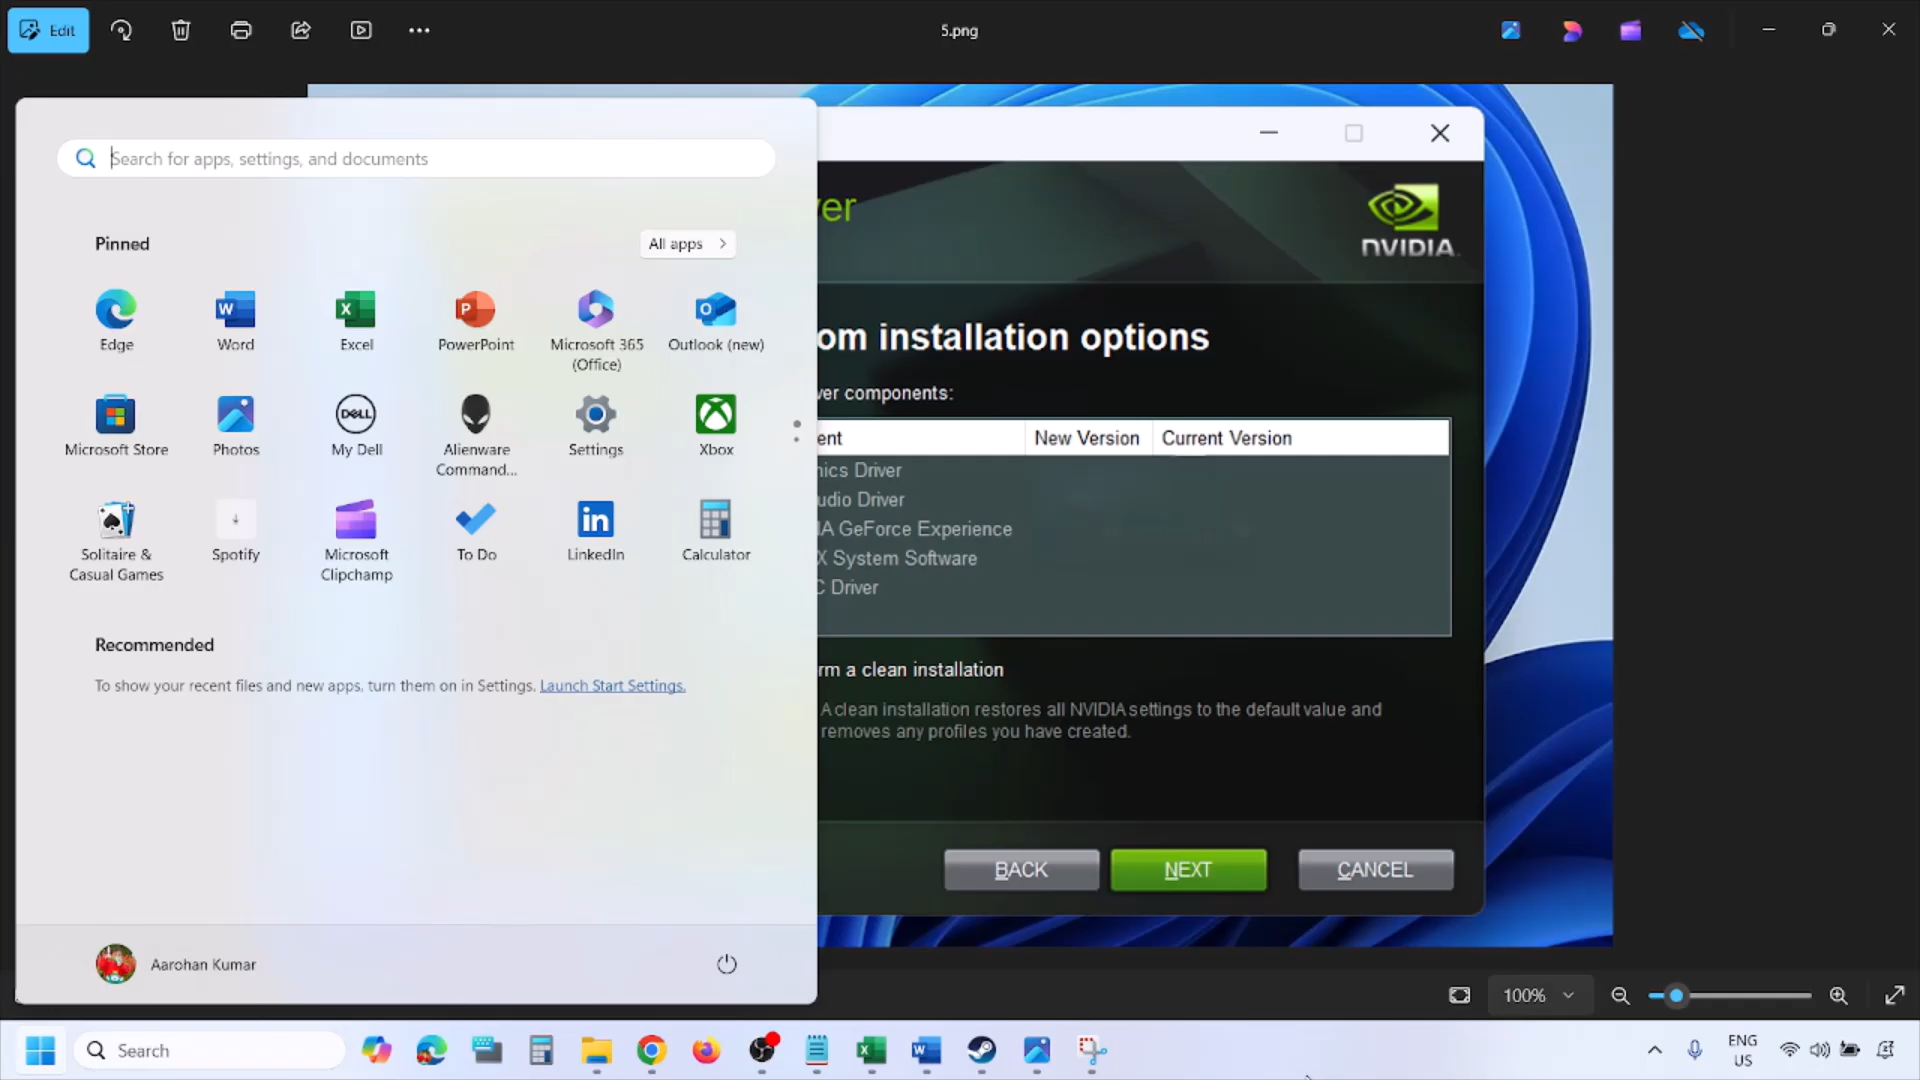 Edit
5.png
Search for apps, settings, and documents
Pinned
All apps
Edge
Word
Excel
PowerPoint
Microsoft 365
(Office)
Outlook (new)
Microsoft Store
Photos
DELL
My Dell
Alienware
Command...
Settings
Xbox
Solitaire &
Casual Games
Spotify
Microsoft
Clipchamp
To Do
LinkedIn
Calculator
Recommended
To show your recent files and new apps, turn them on in Settings. Launch Start Settings.
Aarohan Kumar
ver
NVIDIA
om installation options
ver components:
ent New Version Current Version
ics Driver
udio Driver
IA GeForce Experience
X System Software
C Driver
rm a clean installation
A clean installation restores all NVIDIA settings to the default value and
removes any profiles you have created.
BACK NEXT CANCEL
100%
Search
ENG
US